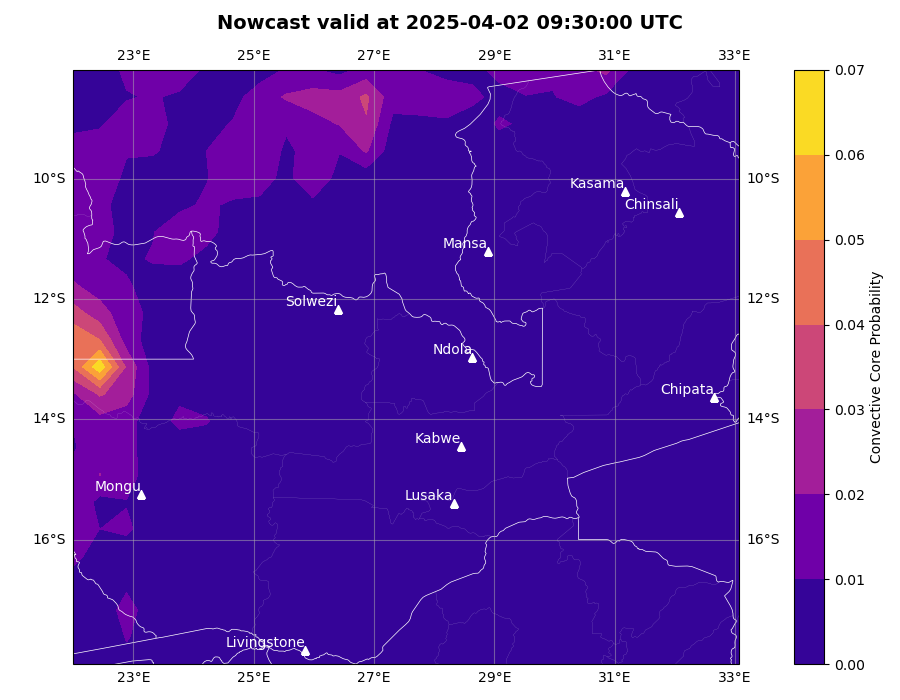 Nowcast valid at 2025-04-02 09:30:00 UTC
23°E 25°E 27°E 29°E 31°E 33°E
0.07
0.06
10°S Kasama 10°S
Chinsali
0.05
Mansa
12°S Solwezi 12°S
0.04
Ndola
Chipata
14°S 14°S
0.03
Kabwe
Mongu
Lusaka
0.02
16°S 16°S
0.01
Livingstone
0.00
23°E 25°E 27°E 29°E 31°E 33°E
Convective Core Probability